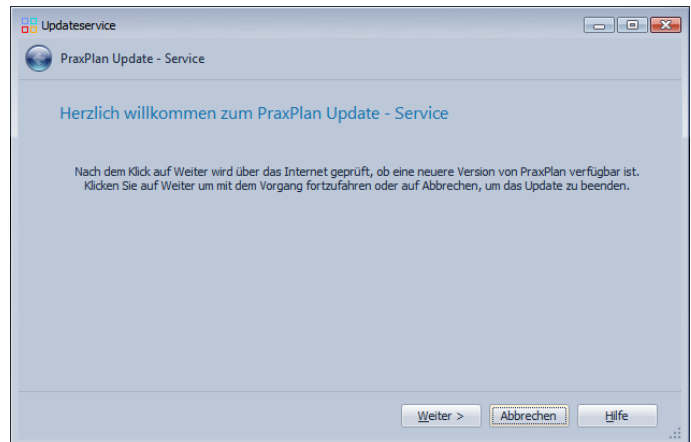 Updateservice
PraxPlan Update - Service
Herzlich willkommen zum PraxPlan Update - Service
Nach dem Klick auf Weiter wird über das Internet geprüft, ob eine neuere Version von PraxPlan verfügbar ist.
Klicken Sie auf Weiter um mit dem Vorgang fortzufahren oder auf Abbrechen, um das Update zu beenden.
Weiter > Abbrechen Hilfe